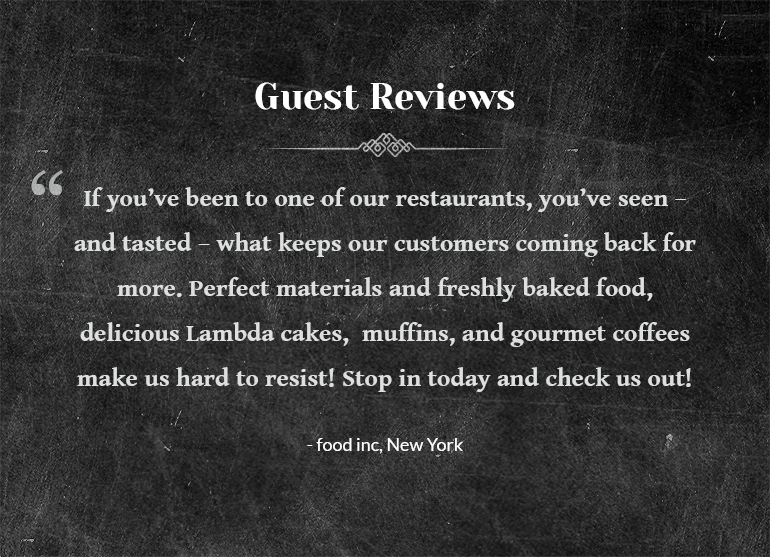 Guest Reviews
“ If you’ve been to one of our restaurants, you’ve seen –
and tasted – what keeps our customers coming back for
more. Perfect materials and freshly baked food,
delicious Lambda cakes,  muffins, and gourmet coffees
make us hard to resist! Stop in today and check us out!
- food inc, New York